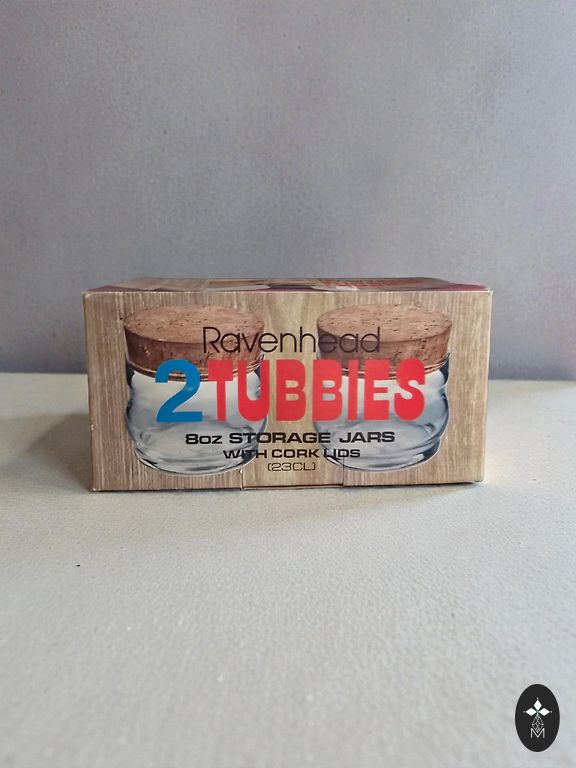 Ravenhead
2 TUBBIES
8oz STORAGE JARS
WITH CORK LIDS
(23CL)
M